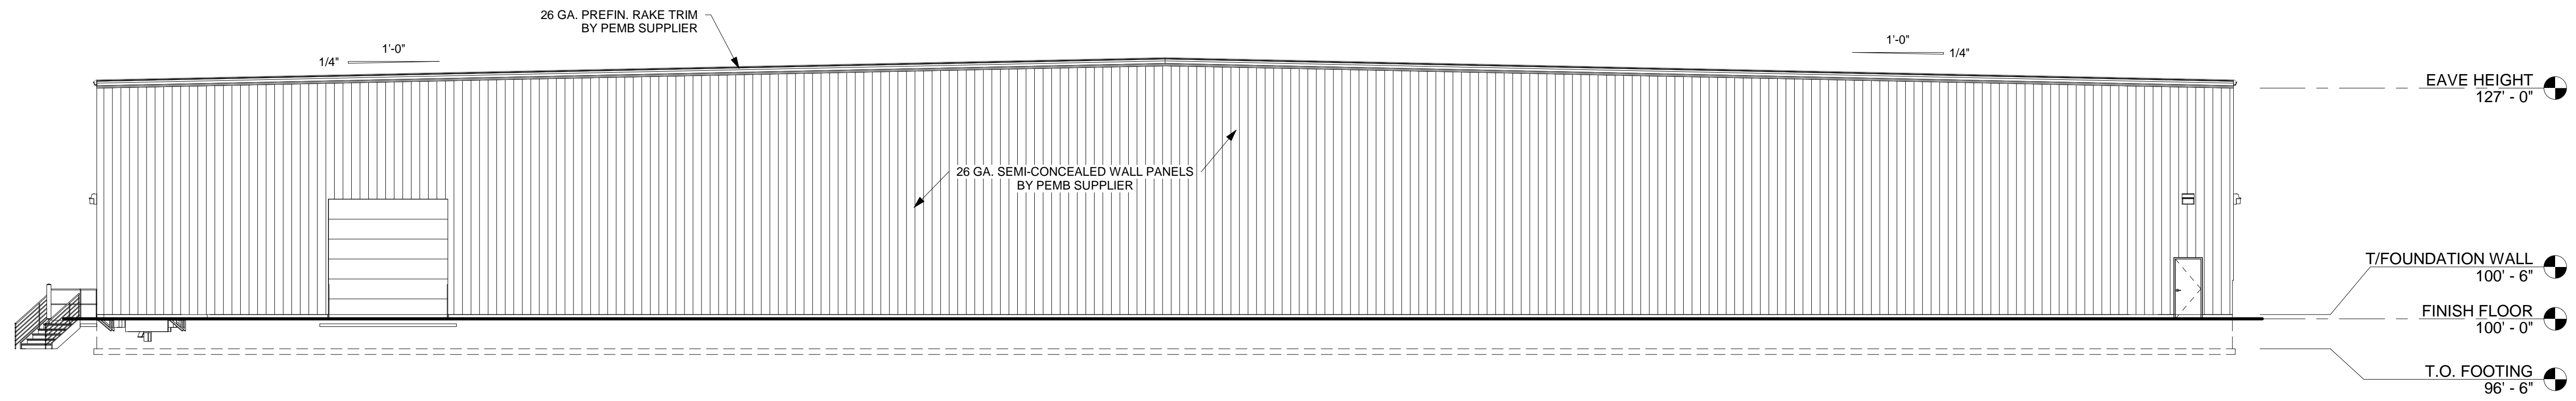 26 GA. PREFIN. RAKE TRIM
BY PEMB SUPPLIER
1'-0"
1/4"
1'-0"
1/4"
EAVE HEIGHT
127' - 0"
26 GA. SEMI-CONCEALED WALL PANELS
BY PEMB SUPPLIER
T/FOUNDATION WALL
100' - 6"
FINISH FLOOR
100' - 0"
T.O. FOOTING
96' - 6"